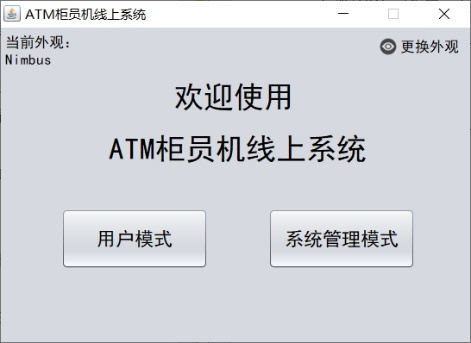 ATM柜员机线上系统
当前外观:
Nimbus
更换外观
欢迎使用
ATM柜员机线上系统
用户模式
系统管理模式